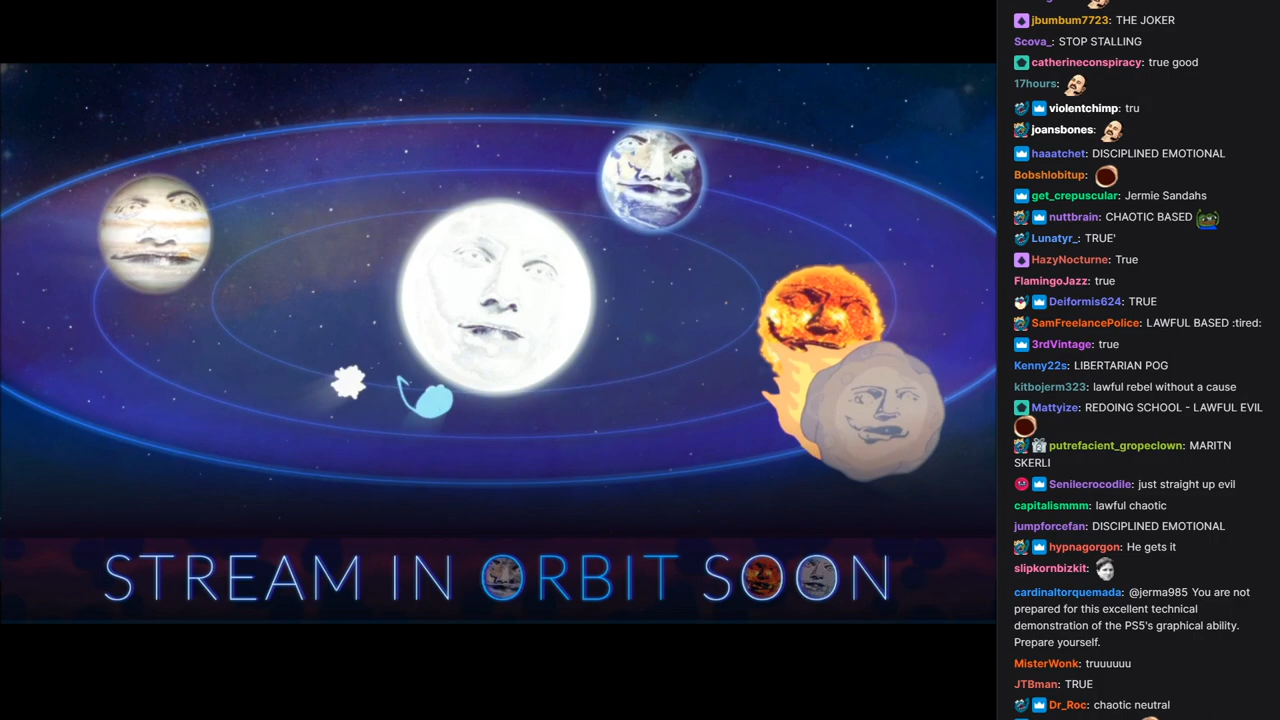 STREAM IN ORBIT SOON
jbumbum7723: THE JOKER
Scova_: STOP STALLING
catherineconspiracy: true good
17hours:
violentchimp: tru
joansbones:
haaatchet: DISCIPLINED EMOTIONAL
Bobshlobitup:
get_crepuscular: Jermie Sandahs
nuttbrain: CHAOTIC BASED
Lunatyr_: TRUE'
HazyNocturne: True
FlamingoJazz: true
Deiformis624: TRUE
SamFreelancePolice: LAWFUL BASED :tired:
3rdVintage: true
Kenny22s: LIBERTARIAN POG
kitbojerm323: lawful rebel without a cause
Mattyize: REDOING SCHOOL - LAWFUL EVIL
putrefacient_gropeclown: MARITN
SKERLI
Senilecrocodile: just straight up evil
capitalismmm: lawful chaotic
jumpforcefan: DISCIPLINED EMOTIONAL
hypnagorgon: He gets it
slipkornbizkit:
cardinaltorquemada: @jerma985 You are not
prepared for this excellent technical
demonstration of the PS5's graphical ability.
Prepare yourself.
MisterWonk: truuuuuu
JTBman: TRUE
Dr_Roc: chaotic neutral